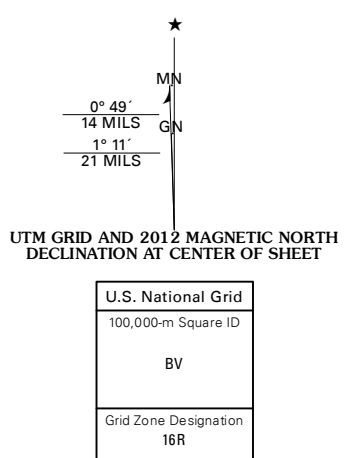 ★
MN
0° 49´
14 MILS
GN
1° 11´
21 MILS
UTM GRID AND 2012 MAGNETIC NORTH
DECLINATION AT CENTER OF SHEET
U.S. National Grid
100,000-m Square ID
BV
Grid Zone Designation
16R